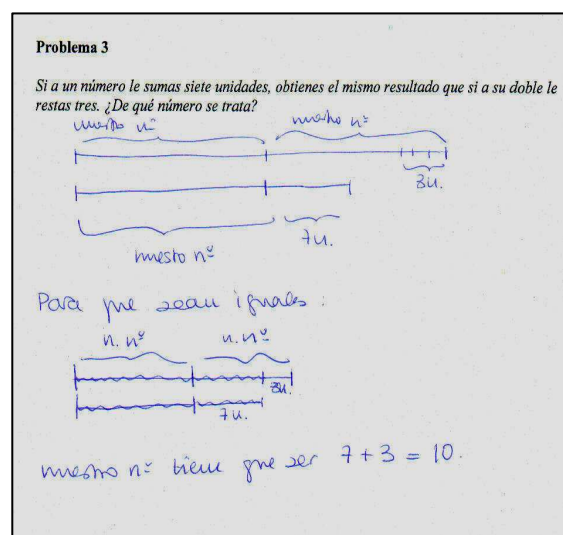 Problema 3
Si a un número le sumas siete unidades, obtienes el mismo resultado que si a su doble le
restas tres. ¿De qué número se trata?
nuestro nº nuestro nº
3u.
nuestro nº 7u.
Para que sean iguales:
n. nº n. nº
3u.
7u.
nuestro nº tiene que ser 7 + 3 = 10.